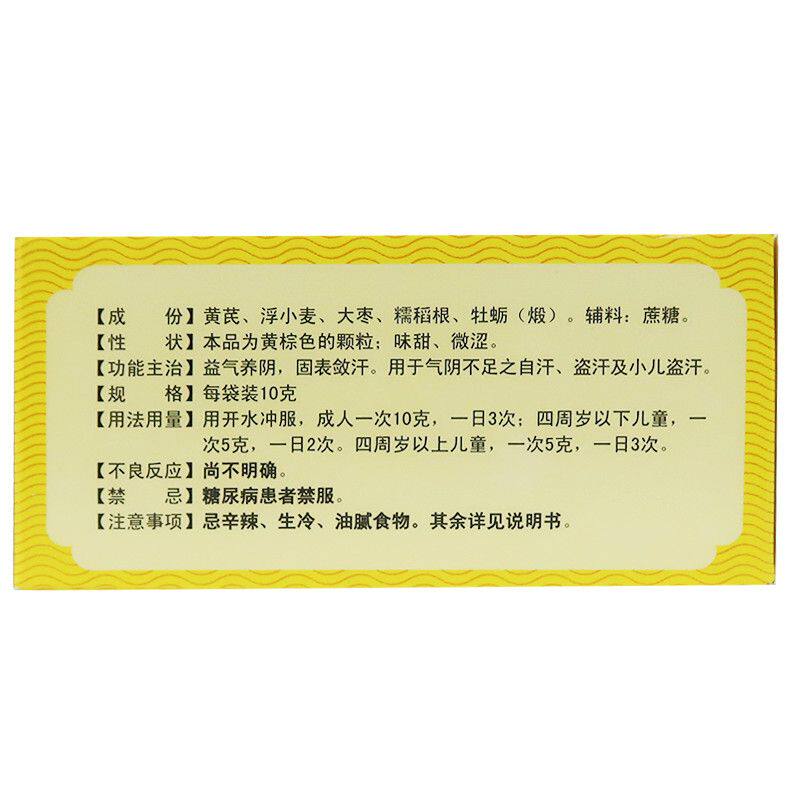 【成　　份】黄芪、浮小麦、大枣、糯稻根、牡蛎（煅）。辅料：蔗糖。
【性　　状】本品为黄棕色的颗粒；味甜、微涩。
【功能主治】益气养阴，固表敛汗。用于气阴不足之自汗、盗汗及小儿盗汗。
【规　　格】每袋装10克
【用法用量】用开水冲服，成人一次10克，一日3次；四周岁以下儿童，一
次5克，一日2次。四周岁以上儿童，一次5克，一日3次。
【不良反应】尚不明确。
【禁　　忌】糖尿病患者禁服。
【注意事项】忌辛辣、生冷、油腻食物。其余详见说明书。